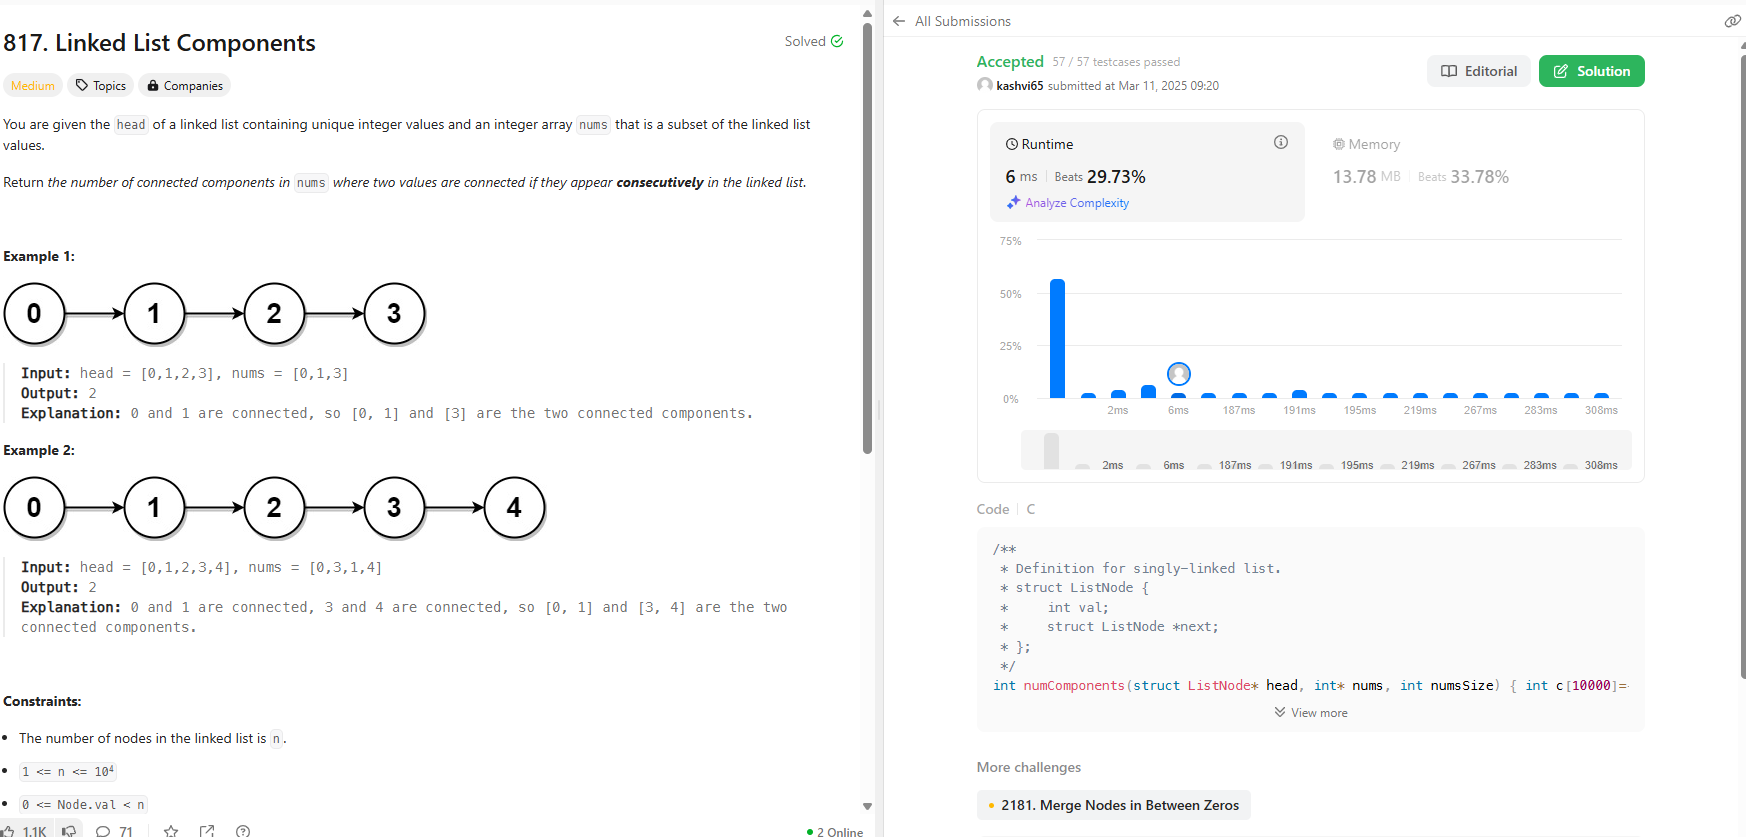 817. Linked List Components
Solved
Medium
Topics
Companies
You are given the head of a linked list containing unique integer values and an integer array nums that is a subset of the linked list
values.
Return the number of connected components in nums where two values are connected if they appear consecutively in the linked list.
Example 1:
0 1 2 3
Input: head = [0,1,2,3], nums = [0,1,3]
Output: 2
Explanation: 0 and 1 are connected, so [0, 1] and [3] are the two connected components.
Example 2:
0 1 2 3 4
Input: head = [0,1,2,3,4], nums = [0,3,1,4]
Output: 2
Explanation: 0 and 1 are connected, 3 and 4 are connected, so [0, 1] and [3, 4] are the two
connected components.
Constraints:
• The number of nodes in the linked list is n.
• 1 <= n <= 10⁴
• 0 <= Node.val < n
1.1K
71
2 Online
All Submissions
Accepted 57 / 57 testcases passed
kashvi65 submitted at Mar 11, 2025 09:20
Editorial
Solution
Runtime
6 ms Beats 29.73%
Analyze Complexity
Memory
13.78 MB Beats 33.78%
75%
50%
25%
0%
2ms 6ms 187ms 191ms 195ms 219ms 267ms 283ms 308ms
2ms 6ms 187ms 191ms 195ms 219ms 267ms 283ms 308ms
Code C
/**
* Definition for singly-linked list.
* struct ListNode {
* int val;
* struct ListNode *next;
* };
*/
int numComponents(struct ListNode* head, int* nums, int numsSize) { int c[10000]=
View more
More challenges
2181. Merge Nodes in Between Zeros